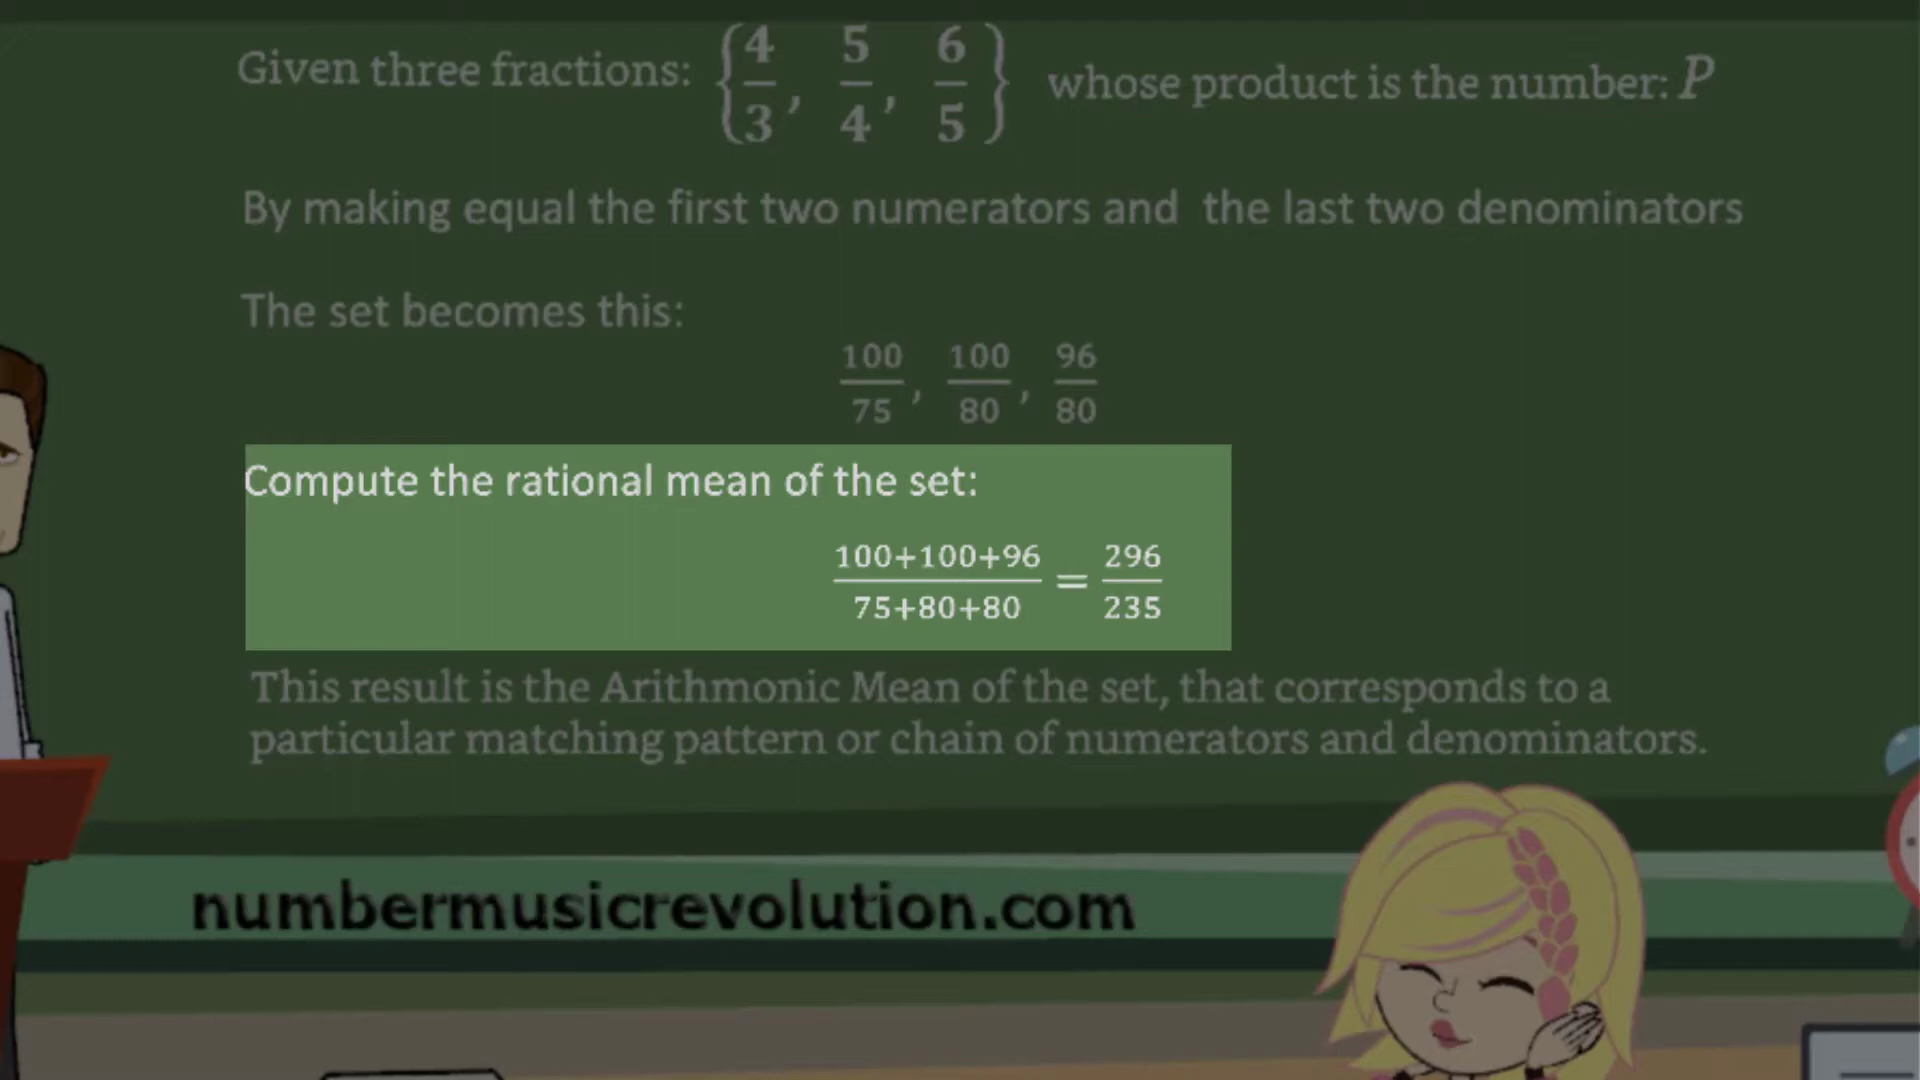 Given three fractions: {4/3, 5/4, 6/5} whose product is the number: P
By making equal the first two numerators and the last two denominators
The set becomes this:
100/75, 100/80, 96/80
Compute the rational mean of the set:
100+100+96/75+80+80 = 296/235
This result is the Arithmonic Mean of the set, that corresponds to a
particular matching pattern or chain of numerators and denominators.
numbermusicrevolution.com